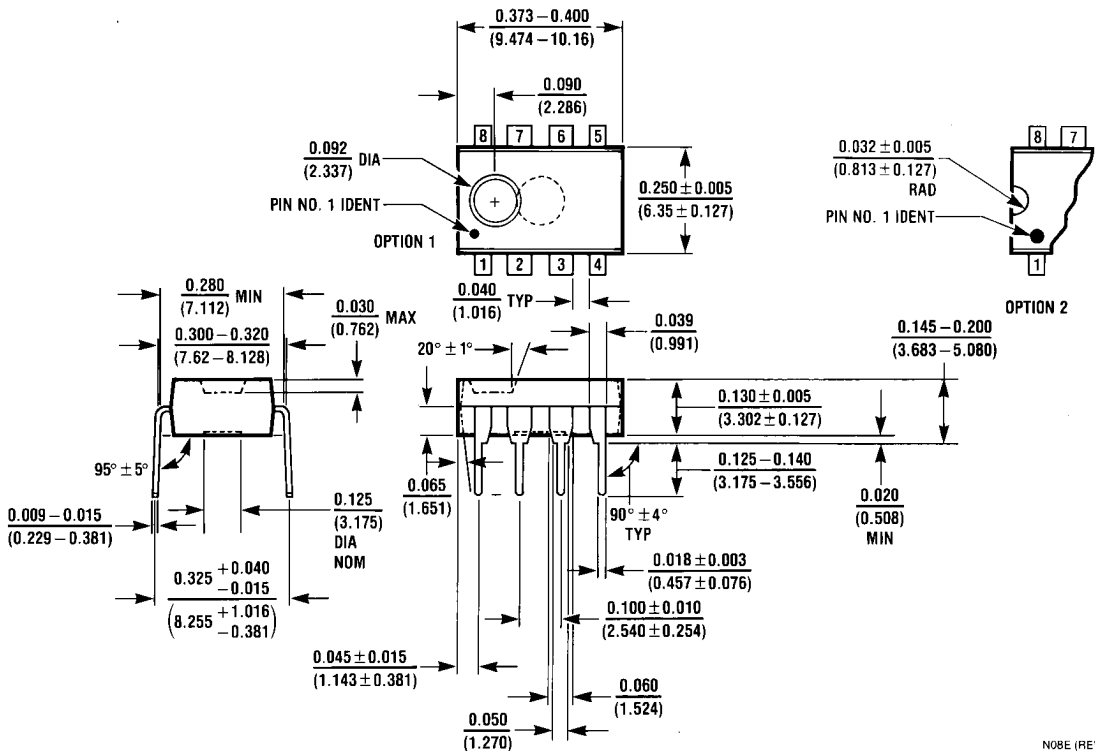 0.373 – 0.400
(9.474 – 10.16)
0.090
(2.286)
8 7 6 5
0.092 DIA
(2.337)
PIN NO. 1 IDENT
OPTION 1
1 2 3 4
0.250 ± 0.005
(6.35 ± 0.127)
8 7
0.032 ± 0.005
(0.813 ± 0.127)
RAD
PIN NO. 1 IDENT
1
OPTION 2
0.280 MIN
(7.112)
0.300 – 0.320
(7.62 – 8.128)
0.030 MAX
(0.762)
0.040 TYP
(1.016)
20° ± 1°
0.039
(0.991)
0.145 – 0.200
(3.683 – 5.080)
0.130 ± 0.005
(3.302 ± 0.127)
0.125 – 0.140
(3.175 – 3.556)
0.020
(0.508)
MIN
95° ± 5°
0.009 – 0.015
(0.229 – 0.381)
0.125
(3.175)
DIA
NOM
0.065
(1.651)
90° ± 4°
TYP
0.018 ± 0.003
(0.457 ± 0.076)
0.325 +0.040
−0.015
(8.255 +1.016
−0.381)
0.100 ± 0.010
(2.540 ± 0.254)
0.045 ± 0.015
(1.143 ± 0.381)
0.060
(1.524)
0.050
(1.270)
N08E (RE